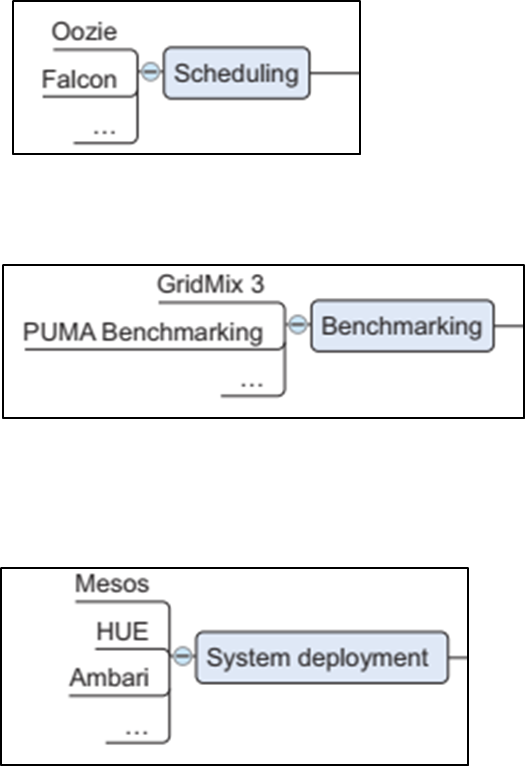 Oozie
Falcon
...
Scheduling
GridMix 3
PUMA Benchmarking
...
Benchmarking
Mesos
HUE
Ambari
...
System deployment